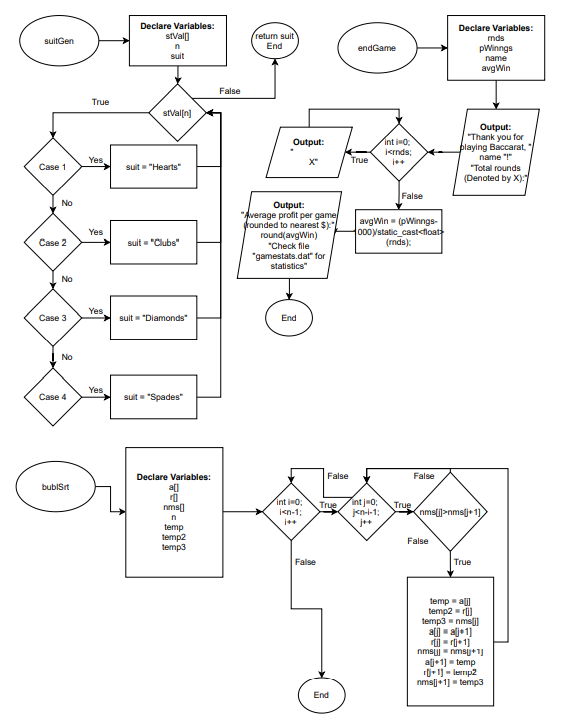 suitGen
Declare Variables:
stVal[]
n
suit
return suit
End
False
True
stVal[n]
Case 1
Yes
suit = "Hearts"
No
Case 2
Yes
suit = "Clubs"
No
Case 3
Yes
suit = "Diamonds"
No
Case 4
Yes
suit = "Spades"
endGame
Declare Variables:
rnds
pWinngs
name
avgWin
Output:
"Thank you for
playing Baccarat, "
name "!"
"Total rounds
(Denoted by X):"
int i=0;
i<rnds;
i++
True
Output:
"
X"
False
avgWin = (pWinngs-
000)/static_cast<float>
(rnds);
Output:
"Average profit per game
(rounded to nearest $):"
round(avgWin)
"Check file
"gamestats.dat" for
statistics"
End
bublSrt
Declare Variables:
a[]
r[]
nms[]
n
temp
temp2
temp3
int i=0;
i<n-1;
i++
True
False
int j=0;
j<n-i-1;
j++
True
False
nms[j]>nms[j+1]
False
False
True
temp = a[j]
temp2 = r[j]
temp3 = nms[j]
a[j] = a[j+1]
r[j] = r[j+1]
nms[j] = nms[j+1]
a[j+1] = temp
r[j+1] = temp2
nms[j+1] = temp3
End